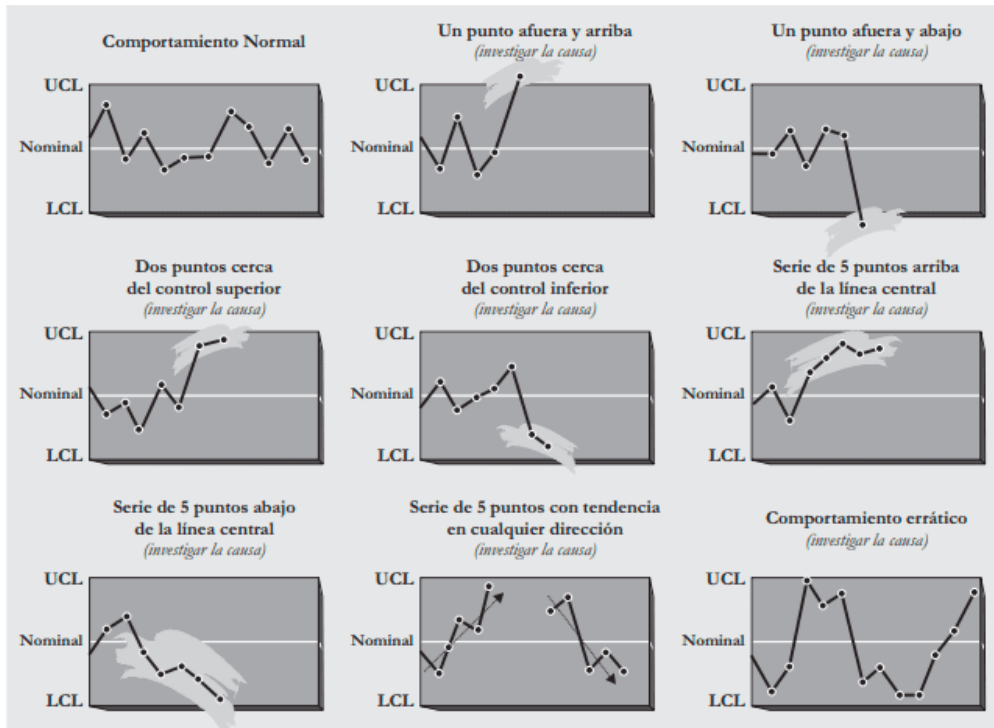 Comportamiento Normal
UCL
Nominal
LCL
Un punto afuera y arriba
(investigar la causa)
UCL
Nominal
LCL
Un punto afuera y abajo
(investigar la causa)
UCL
Nominal
LCL
Dos puntos cerca
del control superior
(investigar la causa)
UCL
Nominal
LCL
Dos puntos cerca
del control inferior
(investigar la causa)
UCL
Nominal
LCL
Serie de 5 puntos arriba
de la línea central
(investigar la causa)
UCL
Nominal
LCL
Serie de 5 puntos abajo
de la línea central
(investigar la causa)
UCL
Nominal
LCL
Serie de 5 puntos con tendencia
en cualquier dirección
(investigar la causa)
UCL
Nominal
LCL
Comportamiento errático
(investigar la causa)
UCL
Nominal
LCL